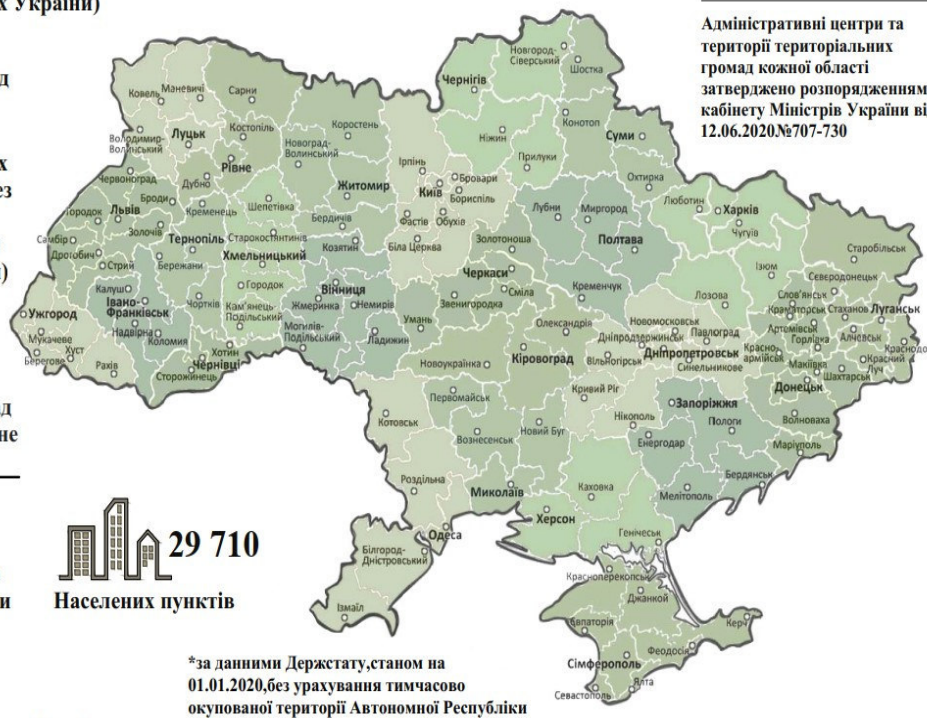 х України)
д
х
ез
)
д
не
и
Адміністративні центри та
території територіальних
громад кожної області
затверджено розпорядженням
кабінету Міністрів України ві
12.06.2020№707-730
Новгород-
Сіверський
Шостка
Чернігів
Ковель
Маневичі
Сарни
Конотоп
Суми
Луцьк
Костопіль
Коростень
Ніжин
Володимир-
Волинський
Новоград-
Волинський
Рівне
Ірпінь
Прилуки
Червоноград
Дубно
Житомир
Київ
Бровари
Бориспіль
Охтирка
Броди
Кременець
Шепетівка
Лубни
Миргород
Люботин
Харків
Чугуїв
Городок
Львів
Золочів
Бердичів
Фастів
Обухів
Самбір
Тернопіль
Старокостянтинів
Козятин
Біла Церква
Золотоноша
Полтава
Старобільськ
Дрогобич
Стрий
Бережани
Хмельницький
Черкаси
Ізюм
Сєвєродонецьк
Калуш
Городок
Вінниця
Сміла
Кременчук
Лозова
Слов'янськ
Івано-
Франківськ
Чортків
Кам'янець-
Подільський
Жмеринка
Немирів
Звенигородка
Краматорськ
Стаханов
Луганськ
Ужгород
Надвірна
Коломия
Могилів-
Подільський
Ладижин
Умань
Олександрія
Новомосковськ
Павлоград
Артемівськ
Алчевськ
Мукачеве
Хуст
Берегово
Хотин
Дніпродзержинськ
Дніпропетровськ
Красно-
армійськ
Горлівка
Краснодо
Рахів
Чернівці
Сторожинець
Новоукраїнка
Кіровоград
Вільногірськ
Синельникове
Макіївка
Красний
Луч
Шахтарськ
Донецьк
Первомайськ
Кривий Ріг
Запоріжжя
Котовськ
Нікополь
Пологи
Волноваха
Вознесенськ
Новий Буг
Енергодар
Маріуполь
Роздільна
Миколаїв
Каховка
Мелітополь
Бердянськ
Херсон
Одеса
Генічеськ
Білгород-
Дністровський
Красноперекопськ
Джанкой
Ізмаїл
Євпаторія
Керч
Феодосія
Сімферополь
Ялта
Севастополь
29 710
Населених пунктів
*за данними Держстату,станом на
01.01.2020,без урахування тимчасово
окупованої території Автономної Республіки